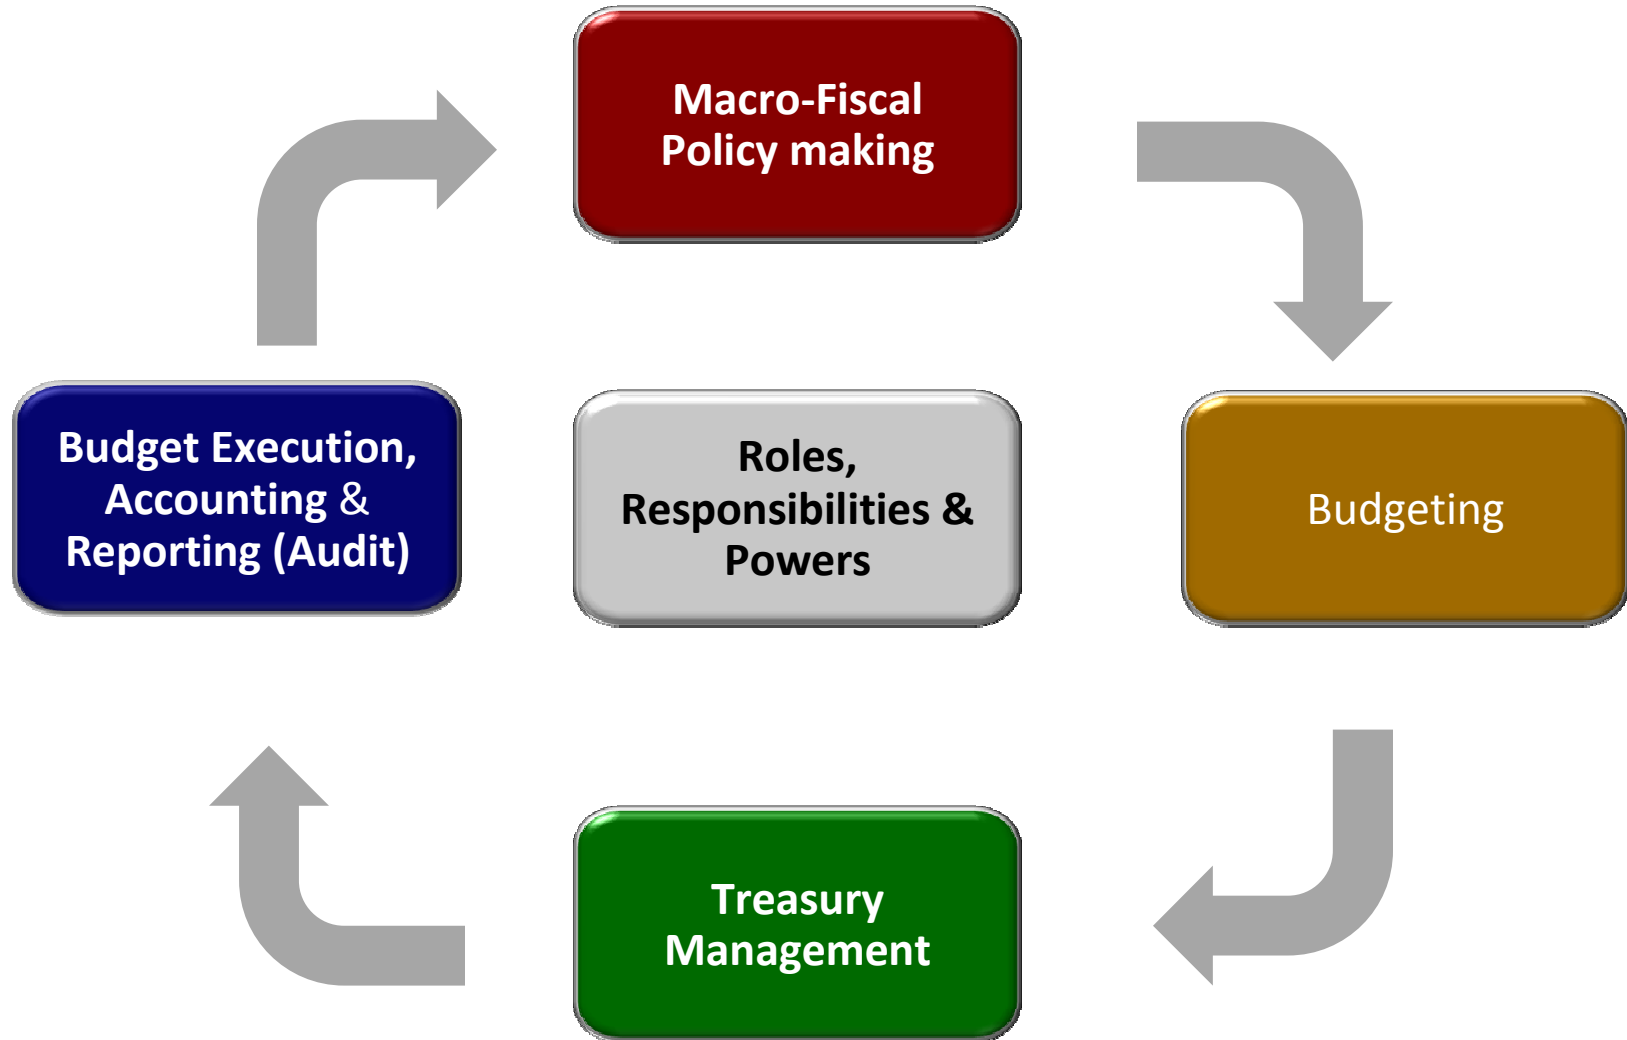 Macro-Fiscal
Policy making
Budget Execution,
Accounting &
Reporting (Audit)
Roles,
Responsibilities &
Powers
Budgeting
Treasury
Management